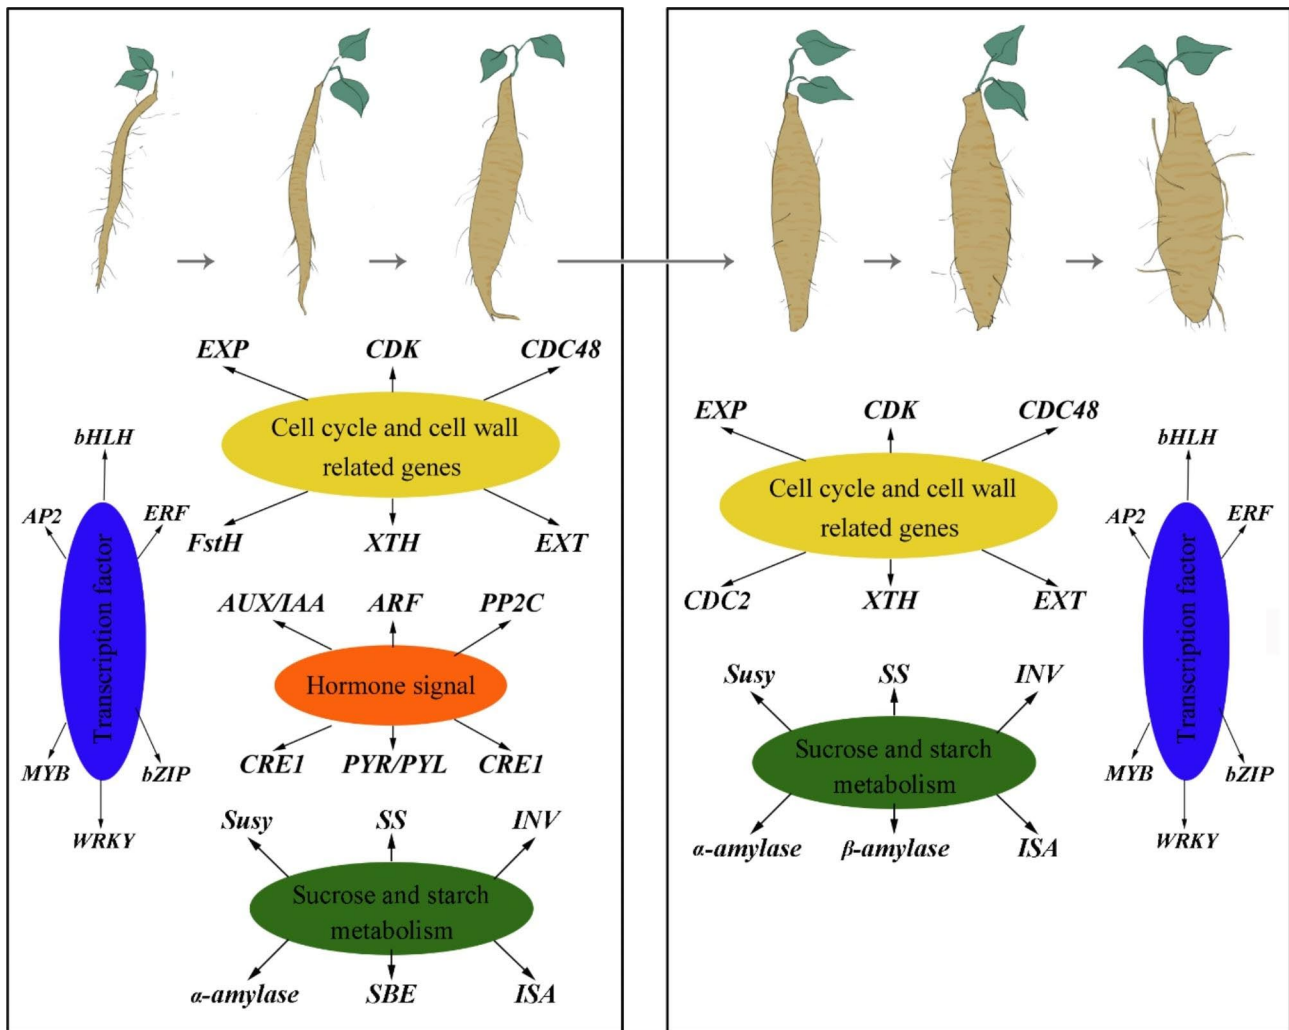 EXP
CDK
CDC48
Cell cycle and cell wall
related genes
FstH
XTH
EXT
bHLH
AP2
ERF
Transcription factor
MYB
bZIP
WRKY
AUX/IAA
ARF
PP2C
Hormone signal
CRE1
PYR/PYL
CRE1
Susy
SS
INV
Sucrose and starch
metabolism
α-amylase
SBE
ISA
EXP
CDK
CDC48
Cell cycle and cell wall
related genes
CDC2
XTH
EXT
Susy
SS
INV
Sucrose and starch
metabolism
α-amylase
β-amylase
ISA
bHLH
AP2
ERF
Transcription factor
MYB
bZIP
WRKY